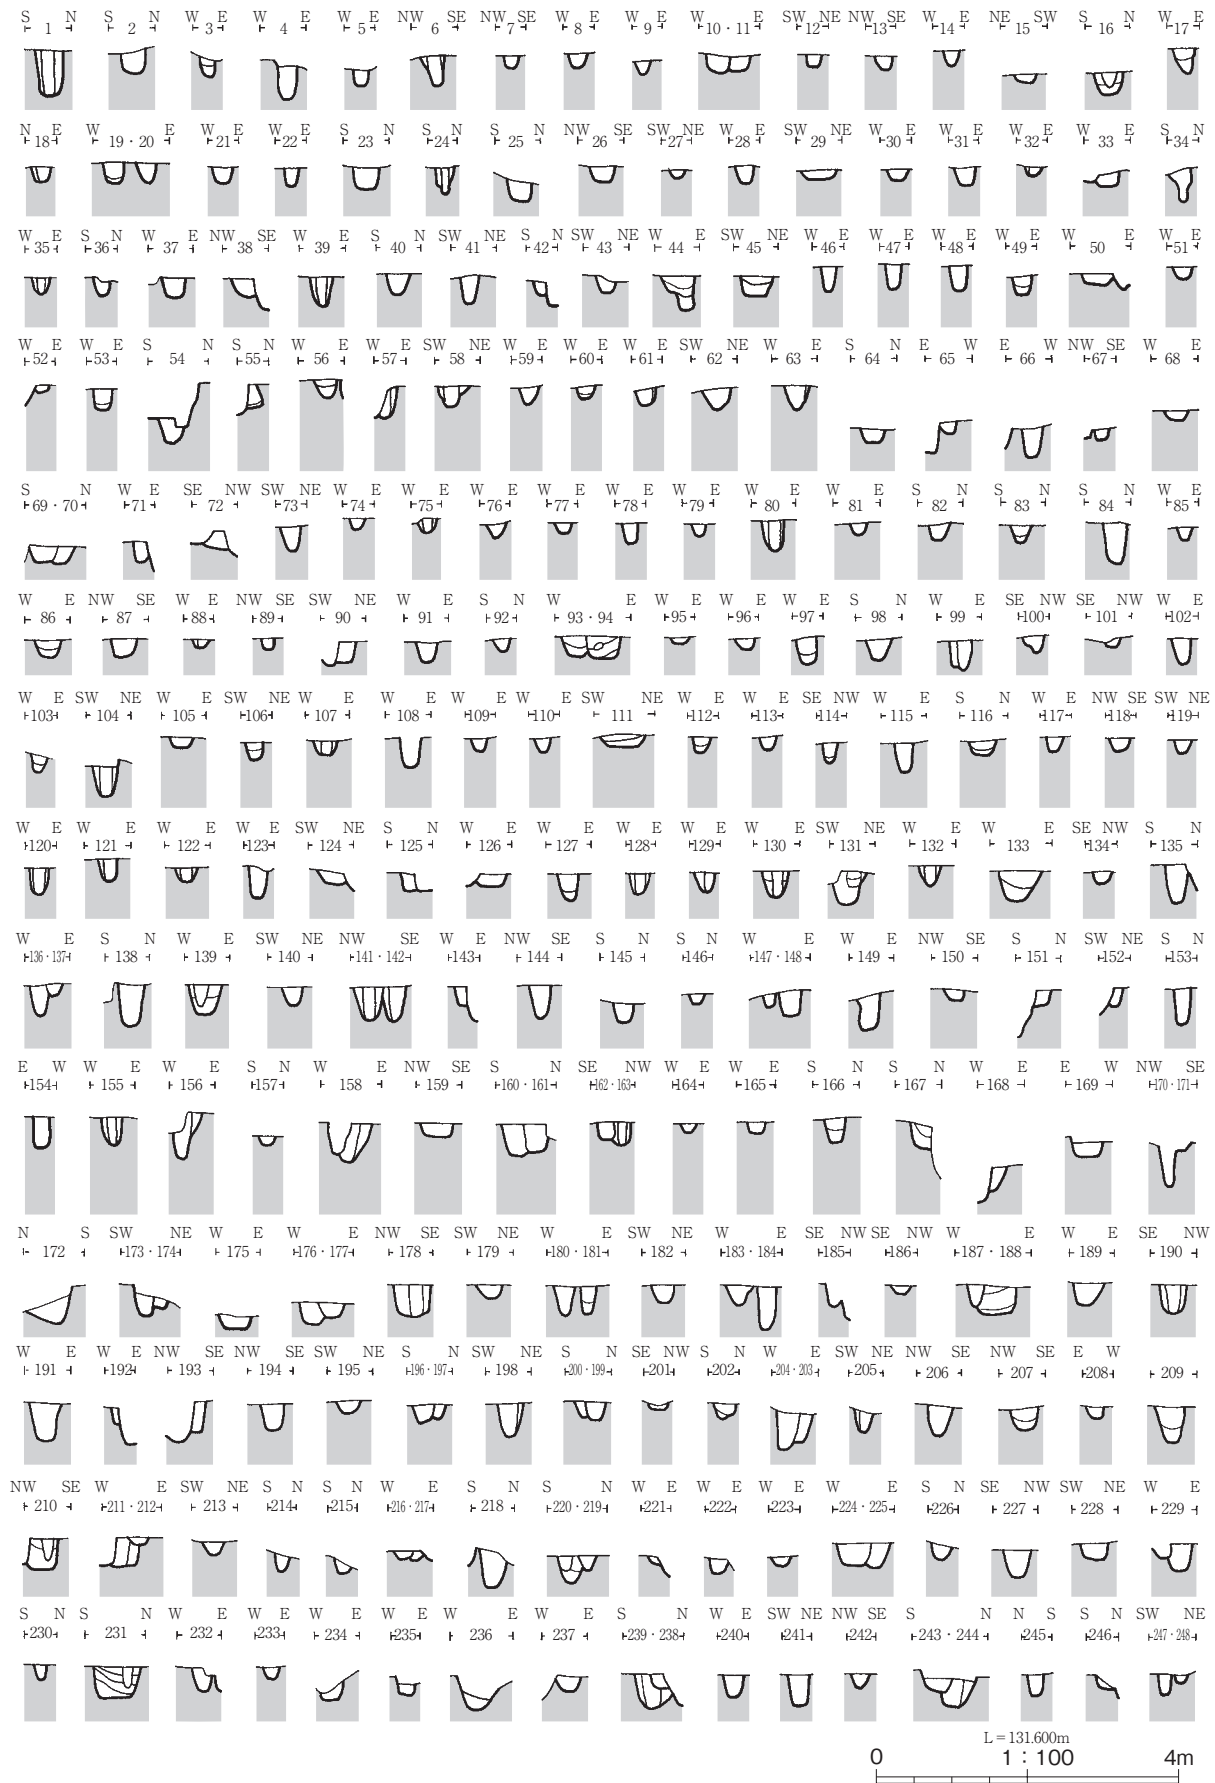 S N S N W E W E W E NW SE NW SE W E W E W E SW NE NW SE W E NE SW S N W E
1 2 3 4 5 6 7 8 9 10・11 12 13 14 15 16 17
N E W E W E W E S N S N S N NW SE SW NE W E SW NE W E W E W E W E S N
18 19・20 21 22 23 24 25 26 27 28 29 30 31 32 33 34
W E S N W E NW SE W E S N SW NE S N SW NE W E SW NE W E W E W E W E W E W E
35 36 37 38 39 40 41 42 43 44 45 46 47 48 49 50 51
W E W E S N S N W E W E SW NE W E W E W E SW NE W E S N E W E W NW SE W E
52 53 54 55 56 57 58 59 60 61 62 63 64 65 66 67 68
S N W E SE NW SW NE W E W E W E W E W E W E W E W E S N S N S N W E
69・70 71 72 73 74 75 76 77 78 79 80 81 82 83 84 85
W E NW SE W E NW SE SW NE W E S N W E W E W E W E S N W E SE NW SE NW W E
86 87 88 89 90 91 92 93・94 95 96 97 98 99 100 101 102
W E SW NE W E SW NE W E W E W E W E SW NE W E W E SE NW W E S N W E NW SE SW NE
103 104 105 106 107 108 109 110 111 112 113 114 115 116 117 118 119
W E W E W E W E SW NE S N W E W E W E W E W E SW NE W E W E SE NW S N
120 121 122 123 124 125 126 127 128 129 130 131 132 133 134 135
W E S N W E SW NE NW SE W E NW SE S N S N W E W E NW SE S N SW NE S N
136・137 138 139 140 141・142 143 144 145 146 147・148 149 150 151 152 153
E W W E W E S N W E NW SE S N SE NW W E W E S N S N W E E W NW SE
154 155 156 157 158 159 160・161 162・163 164 165 166 167 168 169 170・171
N S SW NE W E W E NW SE SW NE W E SW NE W E SE NW SE NW W E W E SE NW
172 173・174 175 176・177 178 179 180・181 182 183・184 185 186 187・188 189 190
W E W E NW SE NW SE SW NE S N SW NE S N SE NW S N W E SW NE NW SE NW SE E W
191 192 193 194 195 196・197 198 200・199 201 202 204・203 205 206 207 208 209
NW SE W E SW NE S N S N W E S N S N W E W E W E W E S N SE NW SW NE W E
210 211・212 213 214 215 216・217 218 220・219 221 222 223 224・225 226 227 228 229
S N S N W E W E W E W E W E W E S N W E SW NE NW SE S N N S S N SW NE
230 231 232 233 234 235 236 237 239・238 240 241 242 243・244 245 246 247・248
L＝131.600m
0 1：100 4m